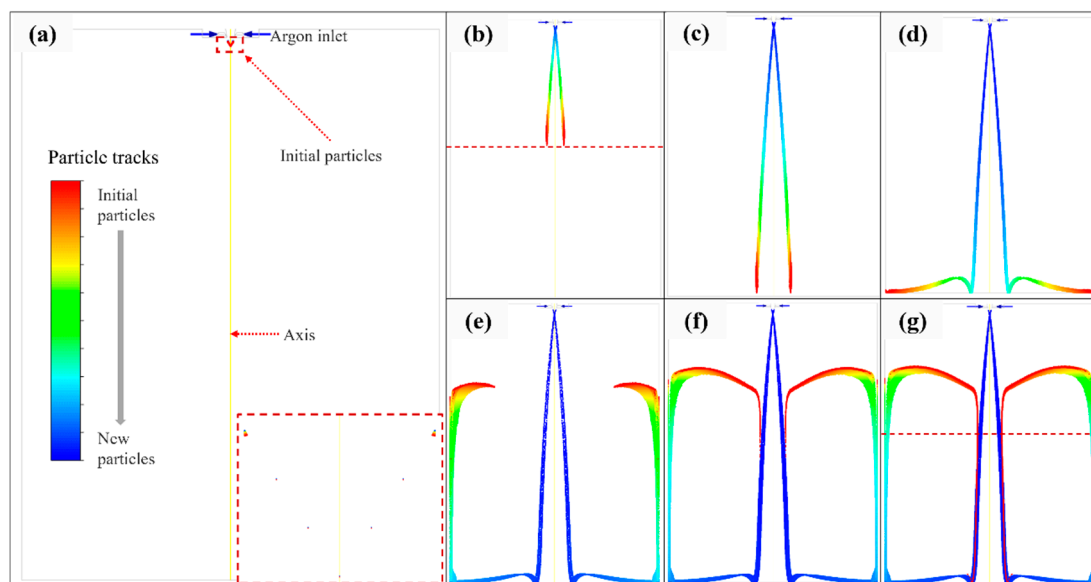 (a)
Argon inlet
Initial particles
Particle tracks
Initial
particles
Axis
New
particles
(b)
(c)
(d)
(e)
(f)
(g)